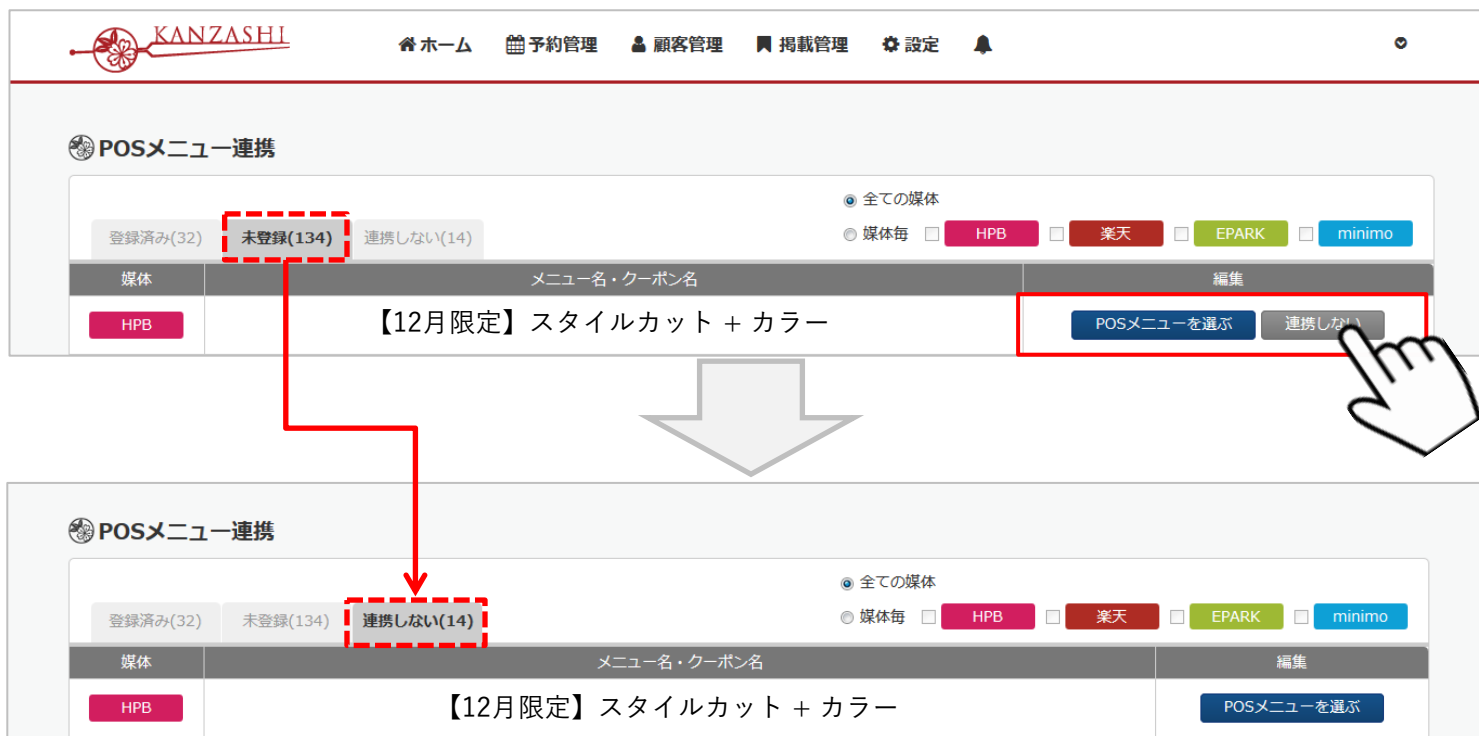 KANZASHI
ホーム 予約管理 顧客管理 掲載管理 設定
POSメニュー連携
全ての媒体
登録済み(32) 未登録(134) 連携しない(14) 媒体毎 HPB 楽天 EPARK minimo
媒体 メニュー名・クーポン名 編集
HPB 【12月限定】スタイルカット + カラー POSメニューを選ぶ 連携しない
POSメニュー連携
全ての媒体
登録済み(32) 未登録(134) 連携しない(14) 媒体毎 HPB 楽天 EPARK minimo
媒体 メニュー名・クーポン名 編集
HPB 【12月限定】スタイルカット + カラー POSメニューを選ぶ